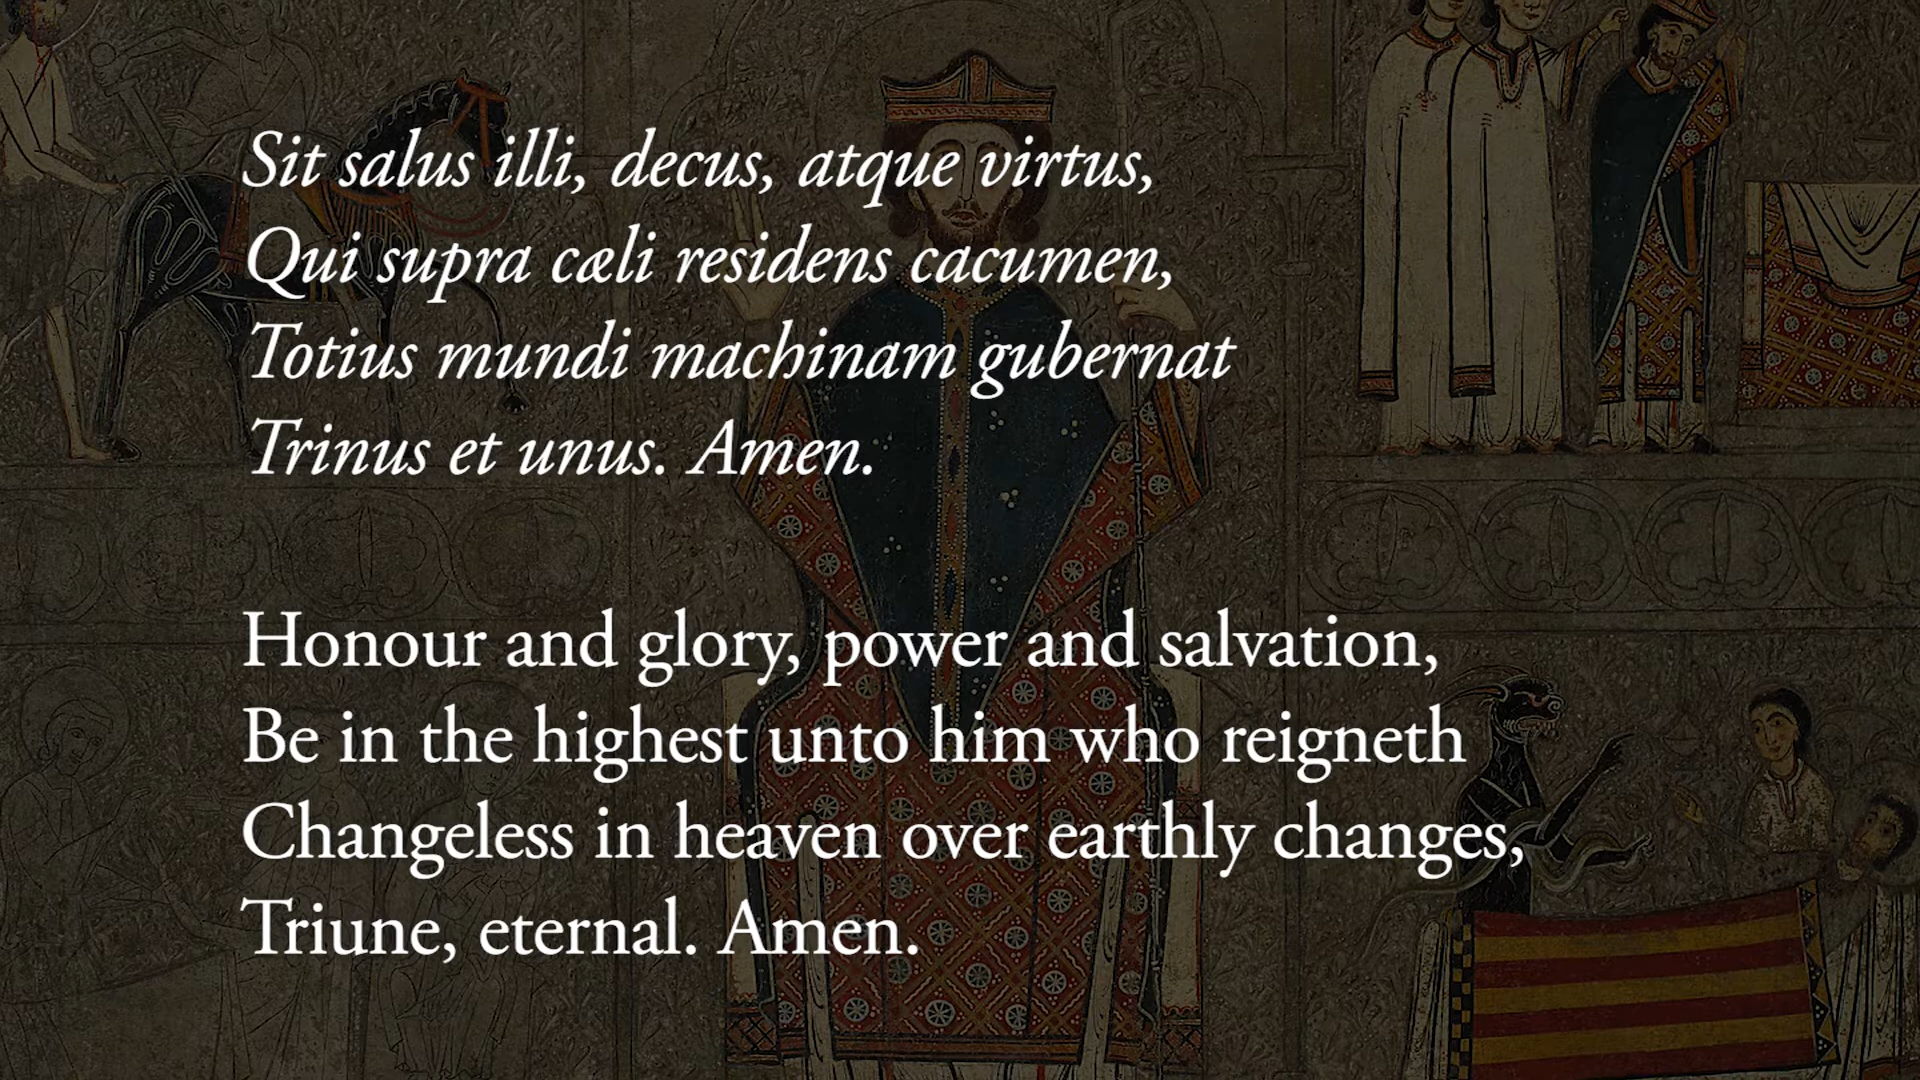 Sit salus illi, decus, atque virtus,
Qui supra cæli residens cacumen,
Totius mundi machinam gubernat
Trinus et unus. Amen.
Honour and glory, power and salvation,
Be in the highest unto him who reigneth
Changeless in heaven over earthly changes,
Triune, eternal. Amen.